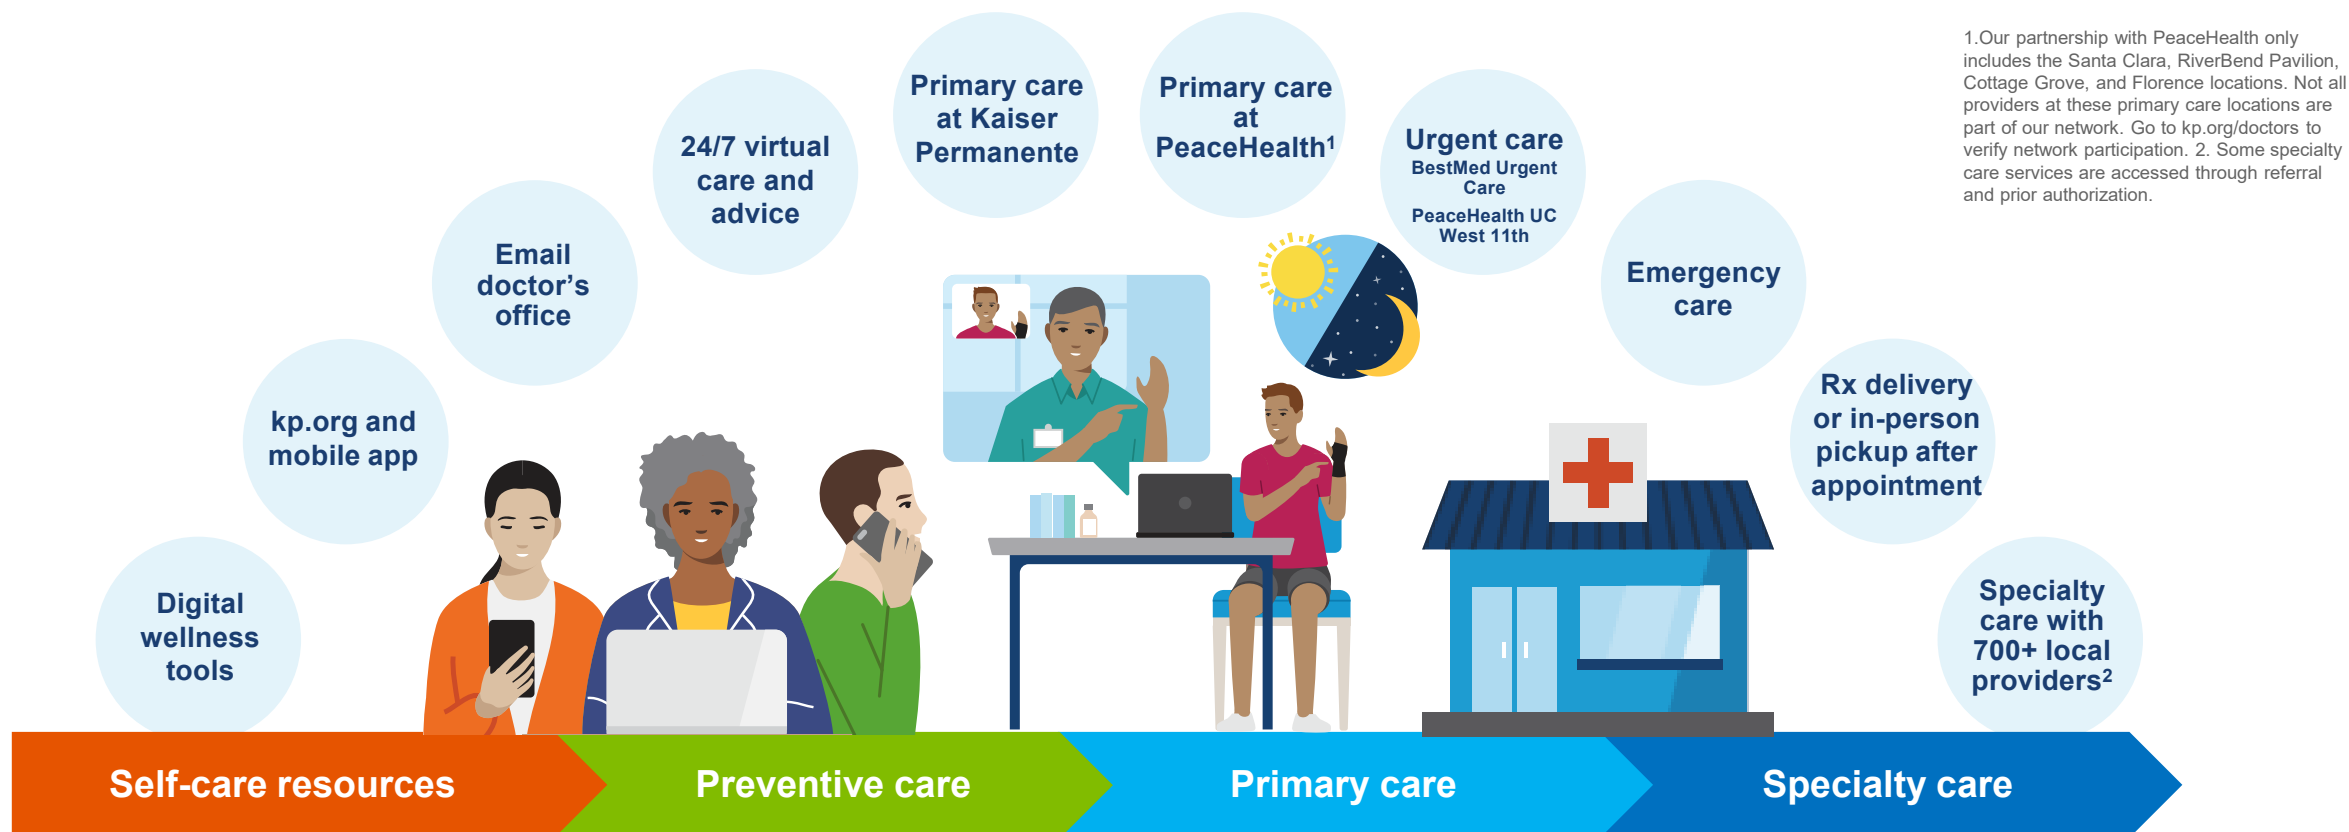 Digital
wellness
tools
kp.org and
mobile app
Email
doctor’s
office
24/7 virtual
care and
advice
Primary care
at Kaiser
Permanente
Primary care
at
PeaceHealth¹
Urgent care
BestMed Urgent
Care
PeaceHealth UC
West 11th
Emergency
care
Rx delivery
or in-person
pickup after
appointment
Specialty
care with
700+ local
providers²
1.Our partnership with PeaceHealth only
includes the Santa Clara, RiverBend Pavilion,
Cottage Grove, and Florence locations. Not all
providers at these primary care locations are
part of our network. Go to kp.org/doctors to
verify network participation. 2. Some specialty
care services are accessed through referral
and prior authorization.
Self-care resources
Preventive care
Primary care
Specialty care